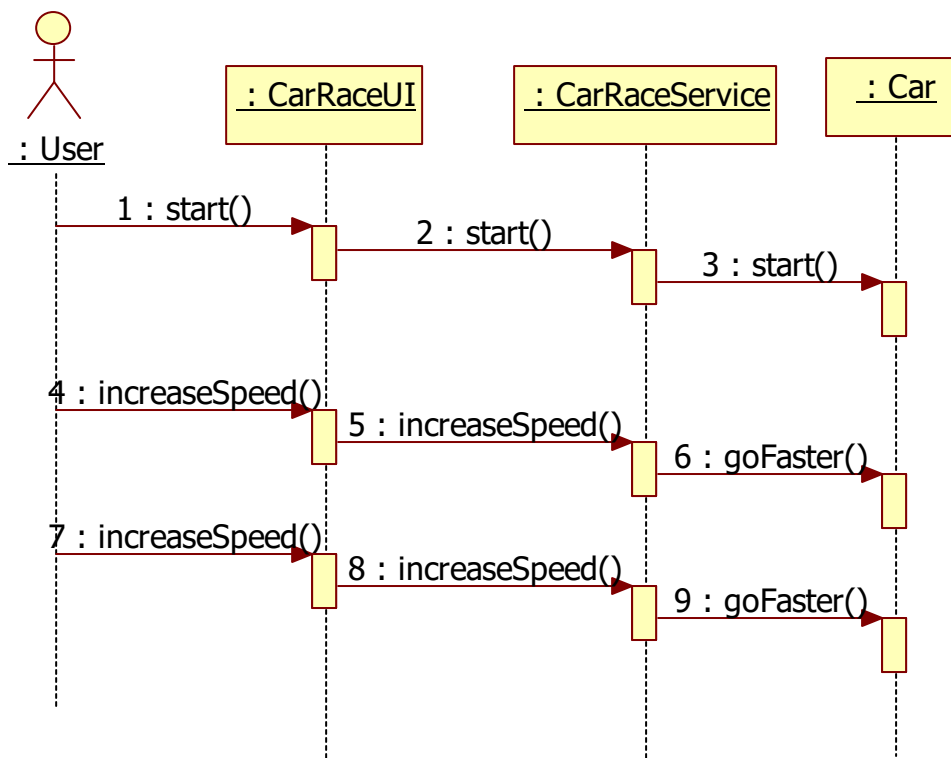 : User
: CarRaceUI
: CarRaceService
: Car
1 : start()
2 : start()
3 : start()
4 : increaseSpeed()
5 : increaseSpeed()
6 : goFaster()
7 : increaseSpeed()
8 : increaseSpeed()
9 : goFaster()